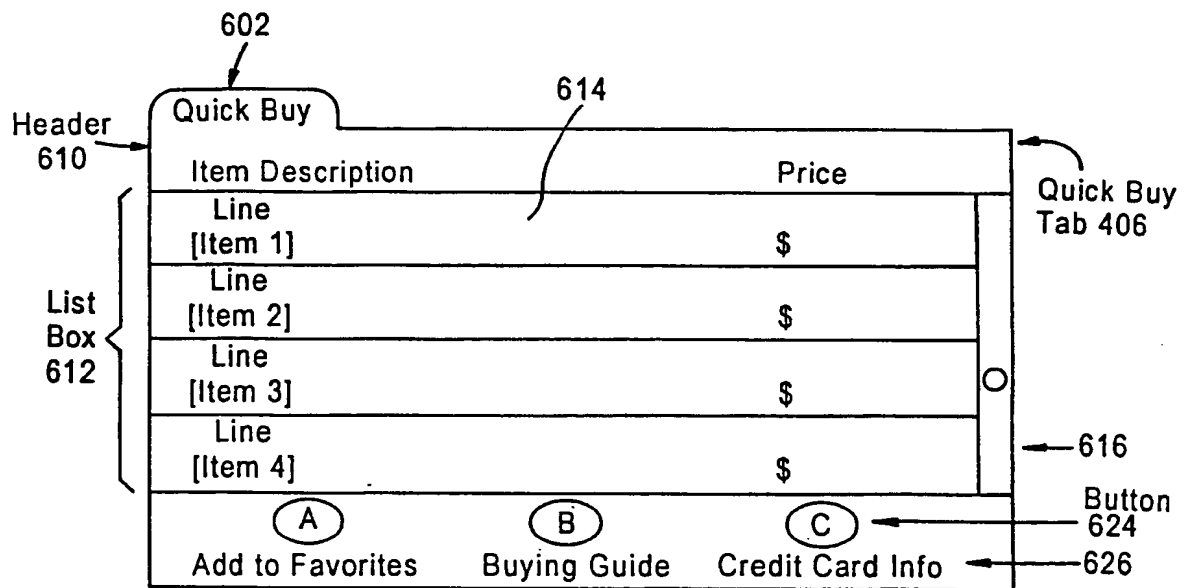 602
Quick Buy
614
Header
610
Item Description Price
Quick Buy
Tab 406
Line
[Item 1] $
Line
[Item 2] $
List
Box
612
Line
[Item 3] $
Line
[Item 4] $
616
A B C
Button
624
Add to Favorites Buying Guide Credit Card Info
626